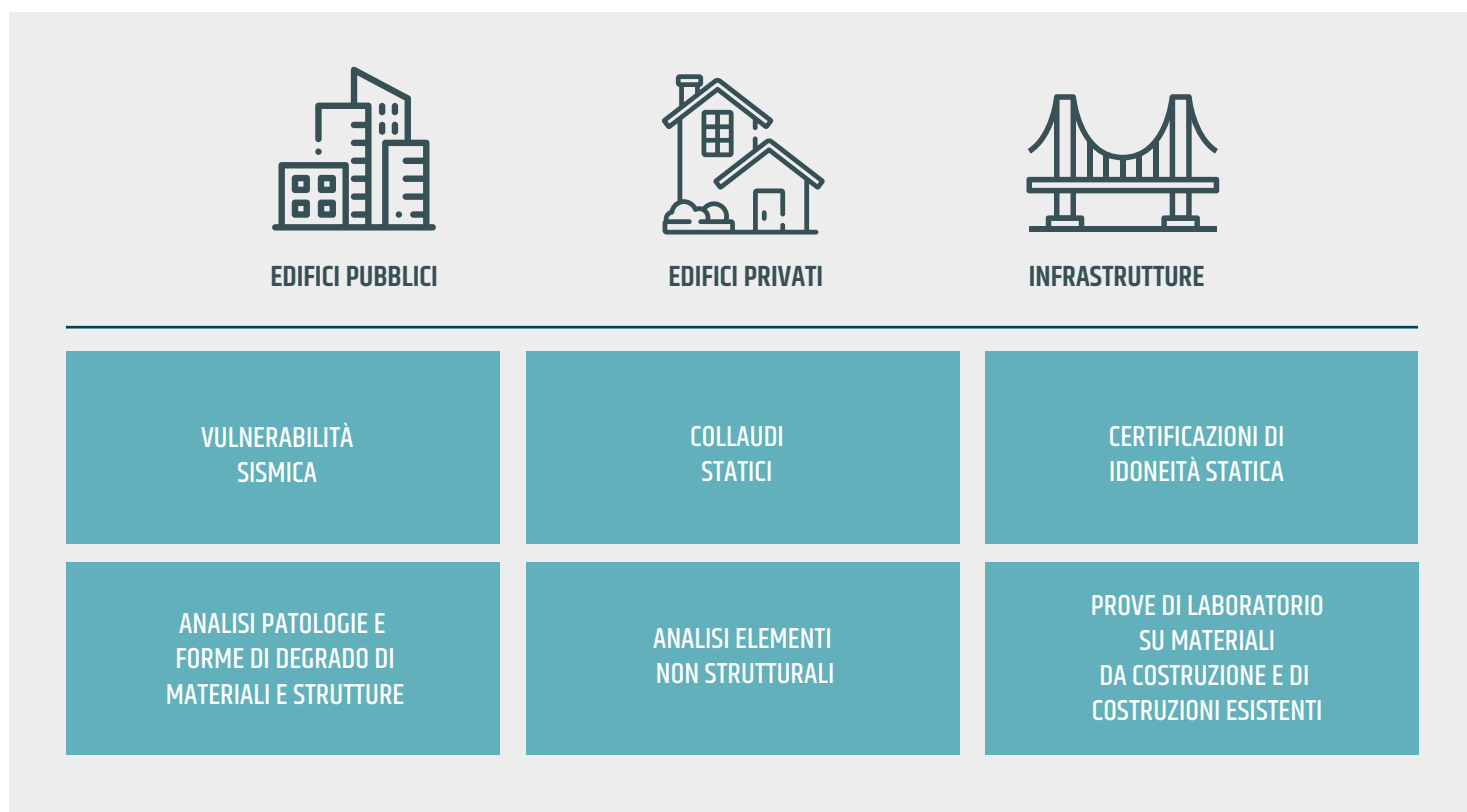 EDIFICI PUBBLICI
EDIFICI PRIVATI
INFRASTRUTTURE
VULNERABILITÀ
SISMICA
COLLAUDI
STATICI
CERTIFICAZIONI DI
IDONEITÀ STATICA
ANALISI PATOLOGIE E
FORME DI DEGRADO DI
MATERIALI E STRUTTURE
ANALISI ELEMENTI
NON STRUTTURALI
PROVE DI LABORATORIO
SU MATERIALI
DA COSTRUZIONE E DI
COSTRUZIONI ESISTENTI